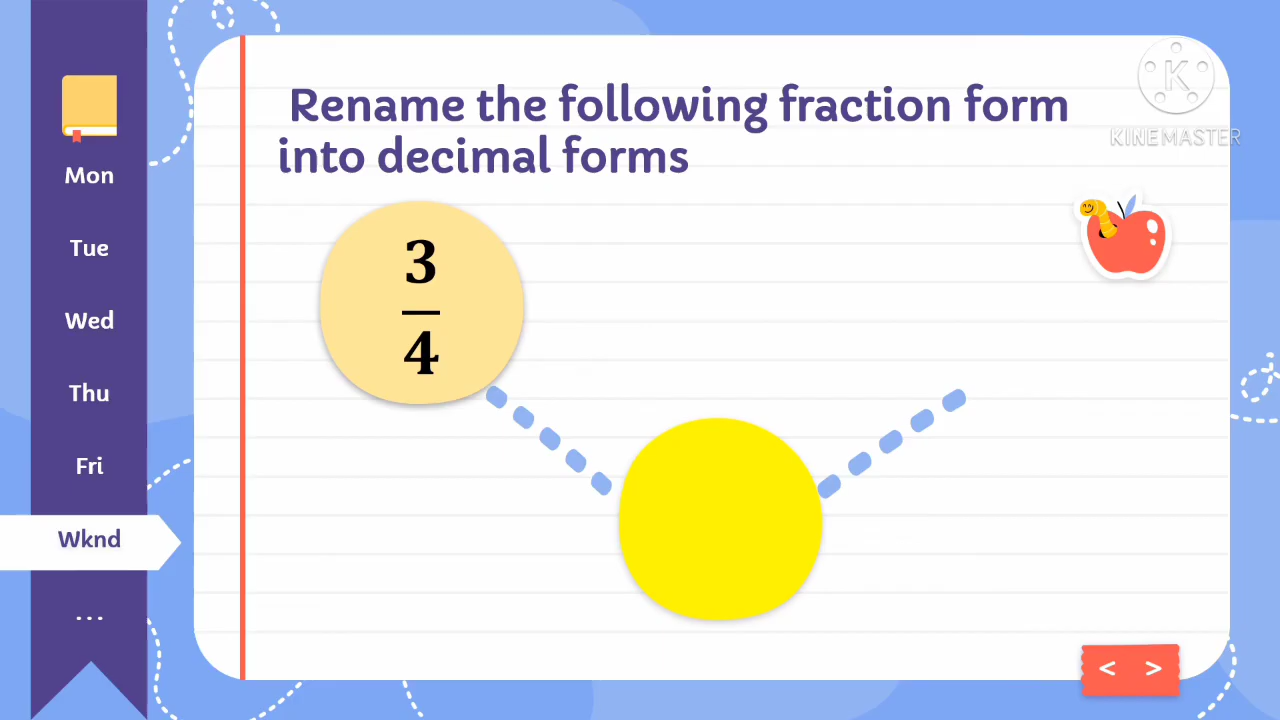 Rename the following fraction form
into decimal forms
K
KINEMASTER
Mon
Tue
Wed
Thu
Fri
Wknd
...
3
4
< >